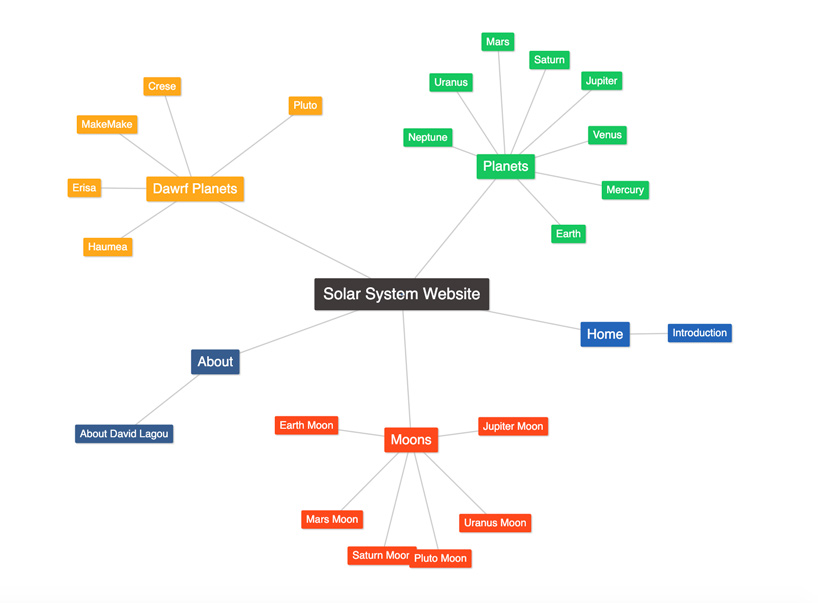 Mars
Saturn
Jupiter
Uranus
Crese
Pluto
MakeMake
Venus
Neptune
Planets
Erisa
Dawrf Planets
Mercury
Earth
Haumea
Solar System Website
Home
Introduction
About
Earth Moon
Jupiter Moon
About David Lagou
Moons
Mars Moon
Uranus Moon
Saturn Moon
Pluto Moon